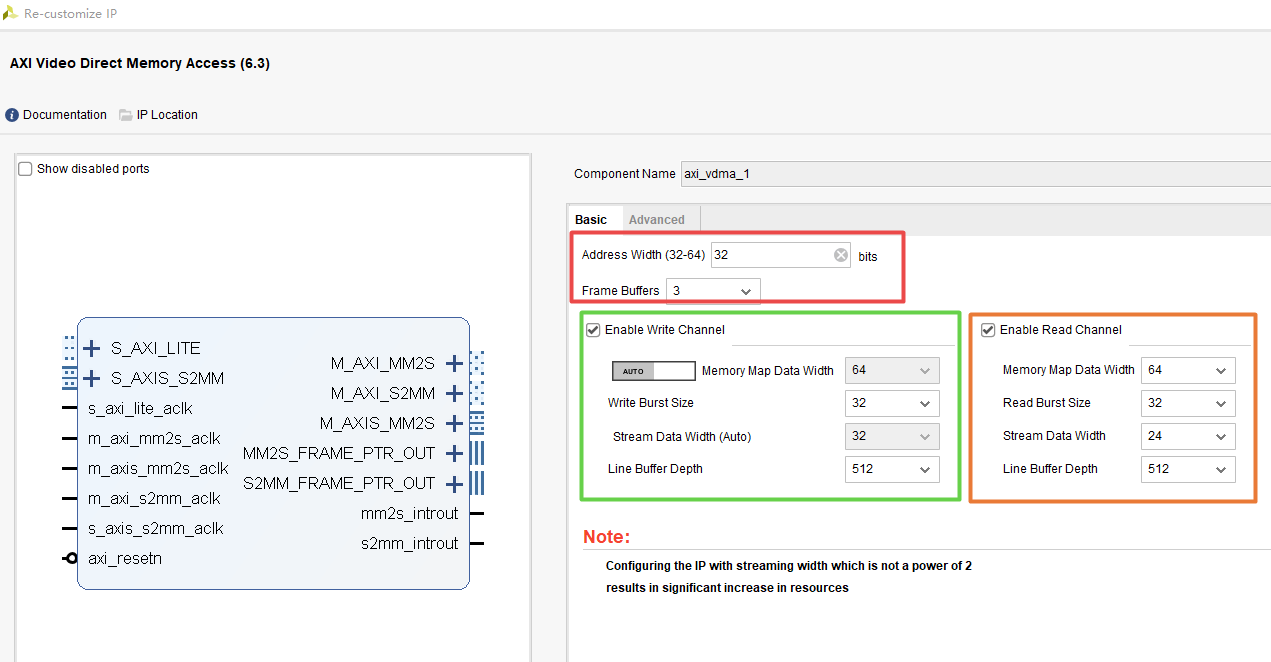 Re-customize IP
AXI Video Direct Memory Access (6.3)
Documentation IP Location
Show disabled ports
S_AXI_LITE
S_AXIS_S2MM
s_axi_lite_aclk
m_axi_mm2s_aclk
m_axis_mm2s_aclk
m_axi_s2mm_aclk
s_axis_s2mm_aclk
axi_resetn
M_AXI_MM2S
M_AXI_S2MM
M_AXIS_MM2S
MM2S_FRAME_PTR_OUT
S2MM_FRAME_PTR_OUT
mm2s_introut
s2mm_introut
Component Name axi_vdma_1
Basic Advanced
Address Width (32-64) 32 bits
Frame Buffers 3
Enable Write Channel
AUTO Memory Map Data Width 64
Write Burst Size 32
Stream Data Width (Auto) 32
Line Buffer Depth 512
Enable Read Channel
Memory Map Data Width 64
Read Burst Size 32
Stream Data Width 24
Line Buffer Depth 512
Note:
Configuring the IP with streaming width which is not a power of 2
results in significant increase in resources